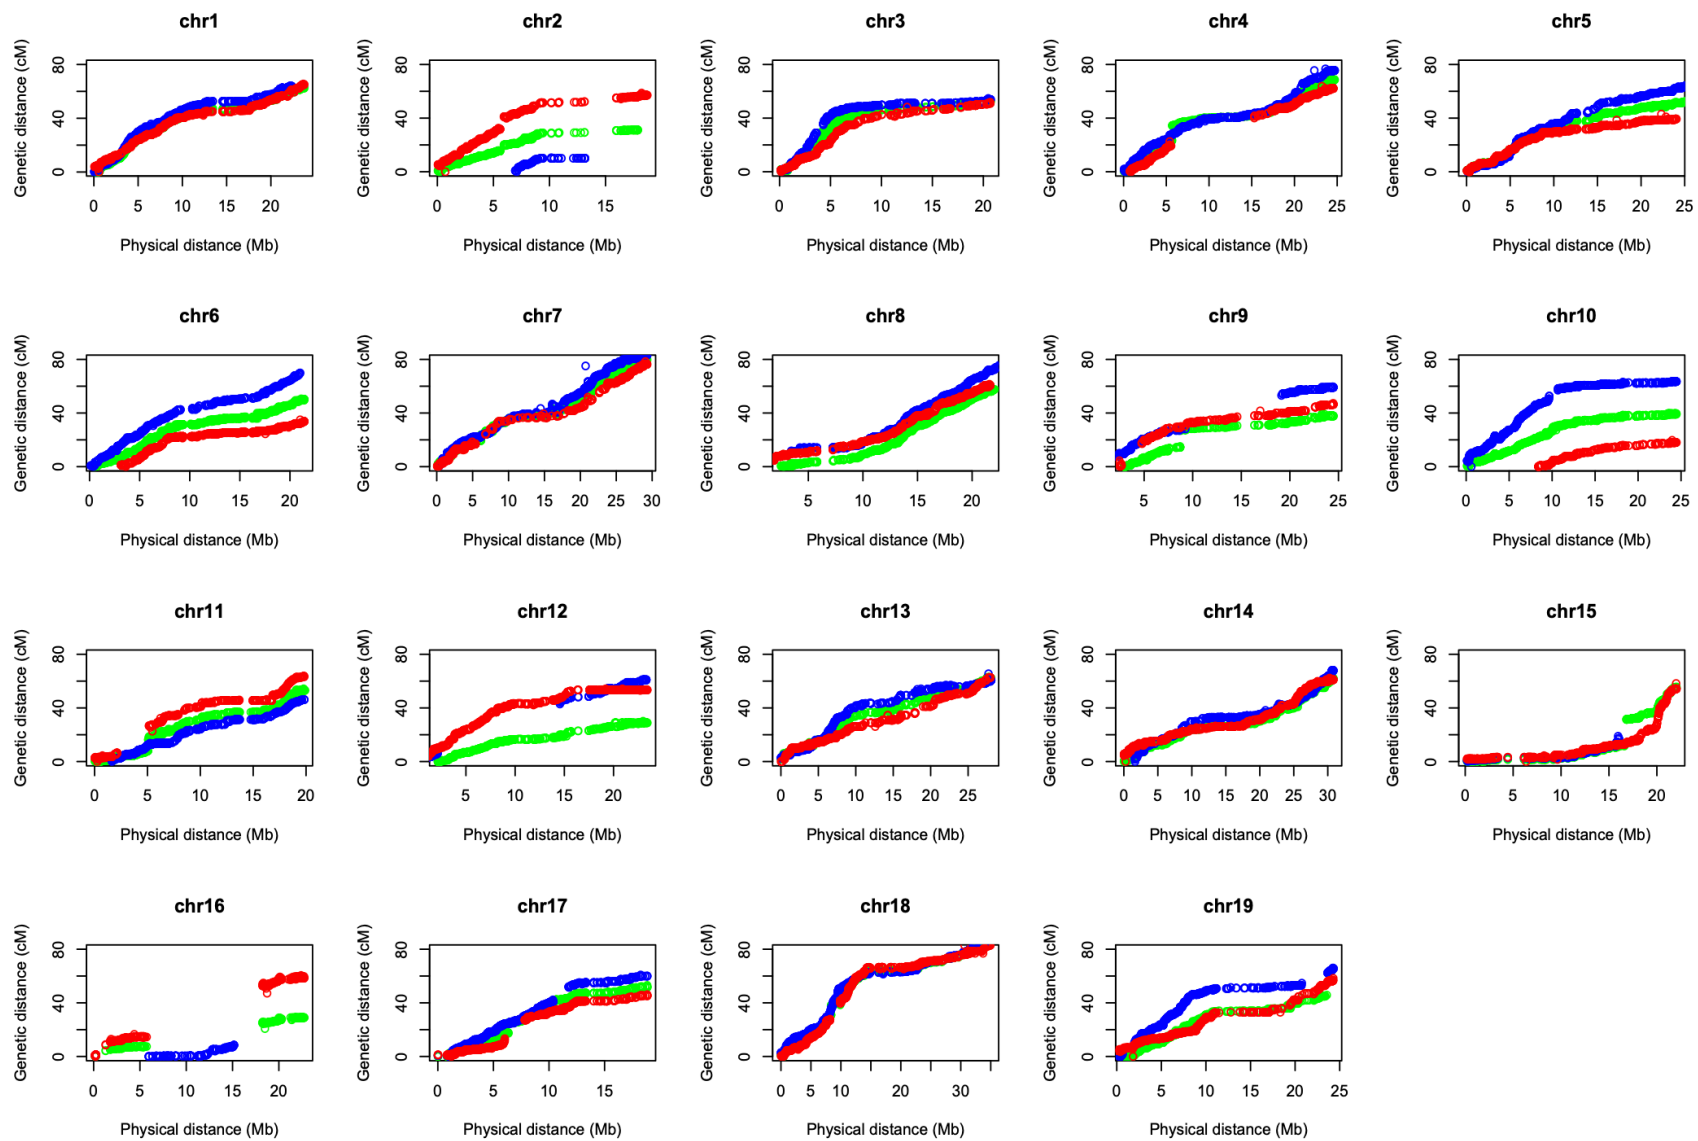 chr1 chr2 chr3 chr4 chr5
Genetic distance (cM) Genetic distance (cM) Genetic distance (cM) Genetic distance (cM) Genetic distance (cM)
80 80 80 80 80
40 40 40 40 40
0 0 0 0 0
0 5 10 15 20 0 5 10 15 0 5 10 15 20 0 5 10 15 20 25 0 5 10 15 20 25
Physical distance (Mb) Physical distance (Mb) Physical distance (Mb) Physical distance (Mb) Physical distance (Mb)
chr6 chr7 chr8 chr9 chr10
Genetic distance (cM) Genetic distance (cM) Genetic distance (cM) Genetic distance (cM) Genetic distance (cM)
80 80 80 80 80
40 40 40 40 40
0 0 0 0 0
0 5 10 15 20 0 5 10 15 20 25 30 5 10 15 20 5 10 15 20 25 0 5 10 15 20 25
Physical distance (Mb) Physical distance (Mb) Physical distance (Mb) Physical distance (Mb) Physical distance (Mb)
chr11 chr12 chr13 chr14 chr15
Genetic distance (cM) Genetic distance (cM) Genetic distance (cM) Genetic distance (cM) Genetic distance (cM)
80 80 80 80 80
40 40 40 40 40
0 0 0 0 0
0 5 10 15 20 5 10 15 20 0 5 10 15 20 25 0 5 10 15 20 25 30 0 5 10 15 20
Physical distance (Mb) Physical distance (Mb) Physical distance (Mb) Physical distance (Mb) Physical distance (Mb)
chr16 chr17 chr18 chr19
Genetic distance (cM) Genetic distance (cM) Genetic distance (cM) Genetic distance (cM)
80 80 80 80
40 40 40 40
0 0 0 0
0 5 10 15 20 0 5 10 15 0 5 10 20 30 0 5 10 15 20 25
Physical distance (Mb) Physical distance (Mb) Physical distance (Mb) Physical distance (Mb)